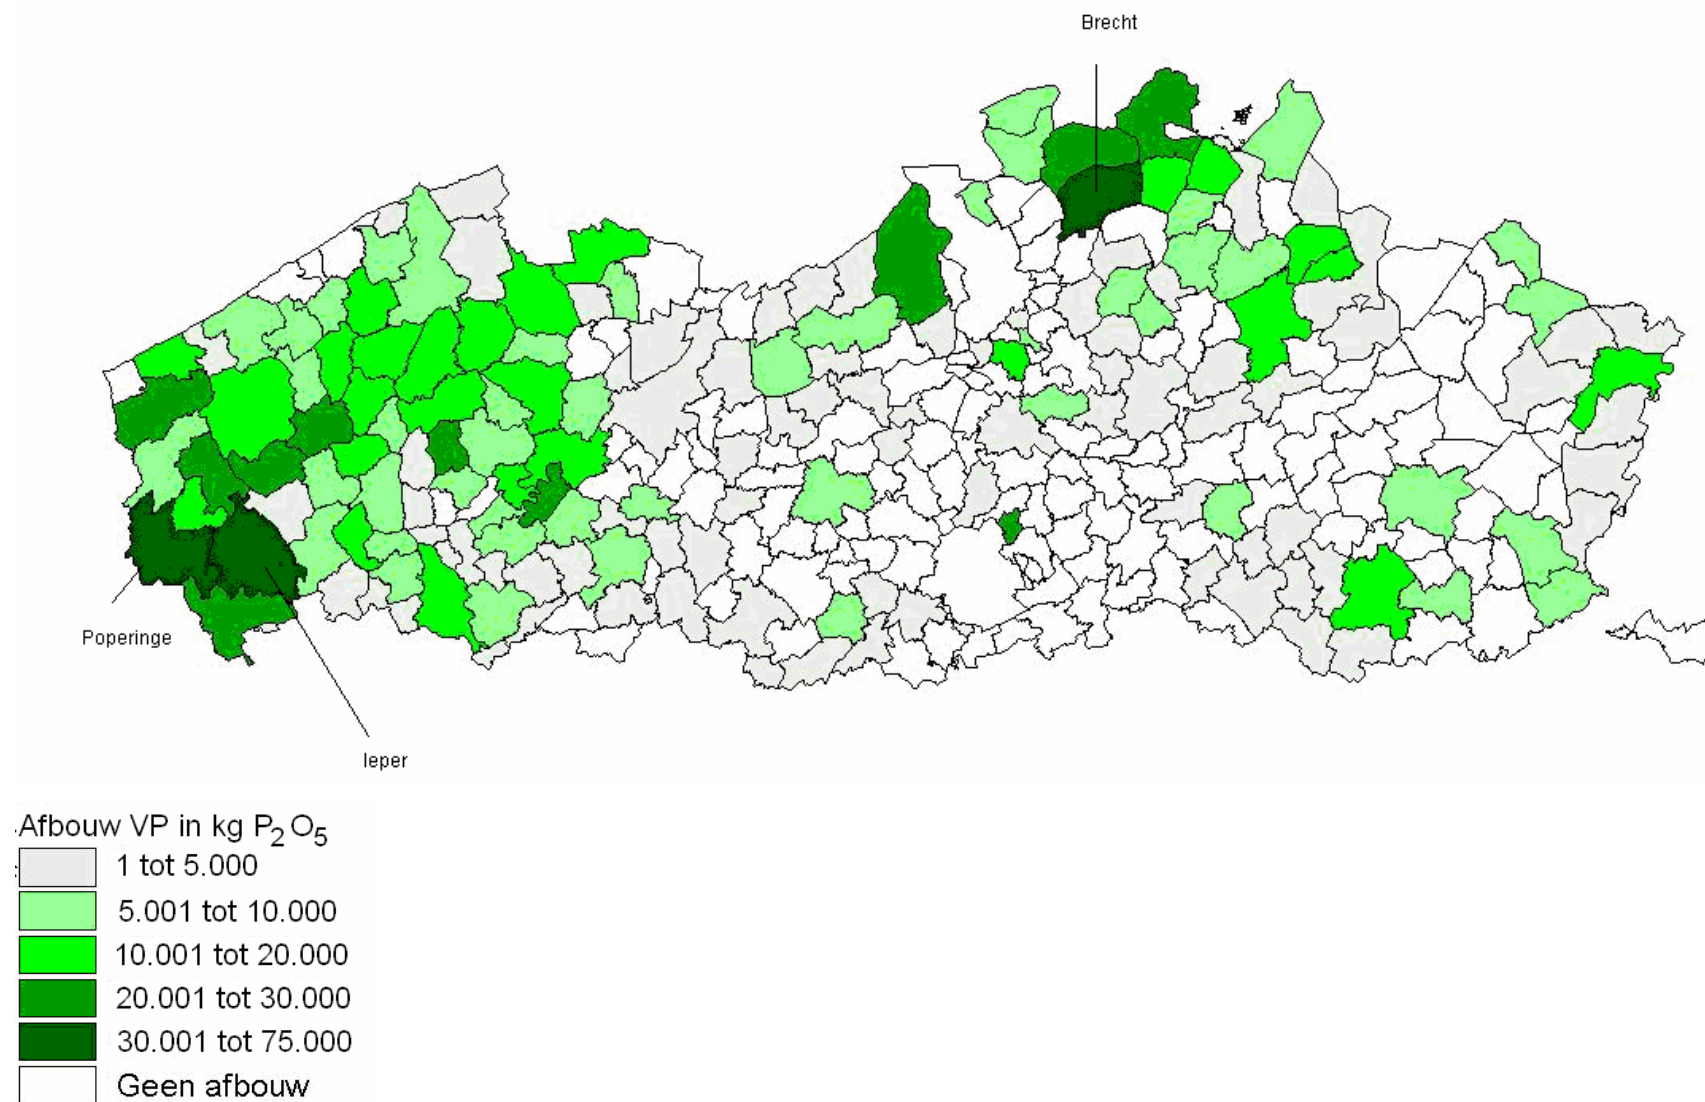 Brecht
Poperinge
Ieper
Afbouw VP in kg P2O5
1 tot 5.000
5.001 tot 10.000
10.001 tot 20.000
20.001 tot 30.000
30.001 tot 75.000
Geen afbouw